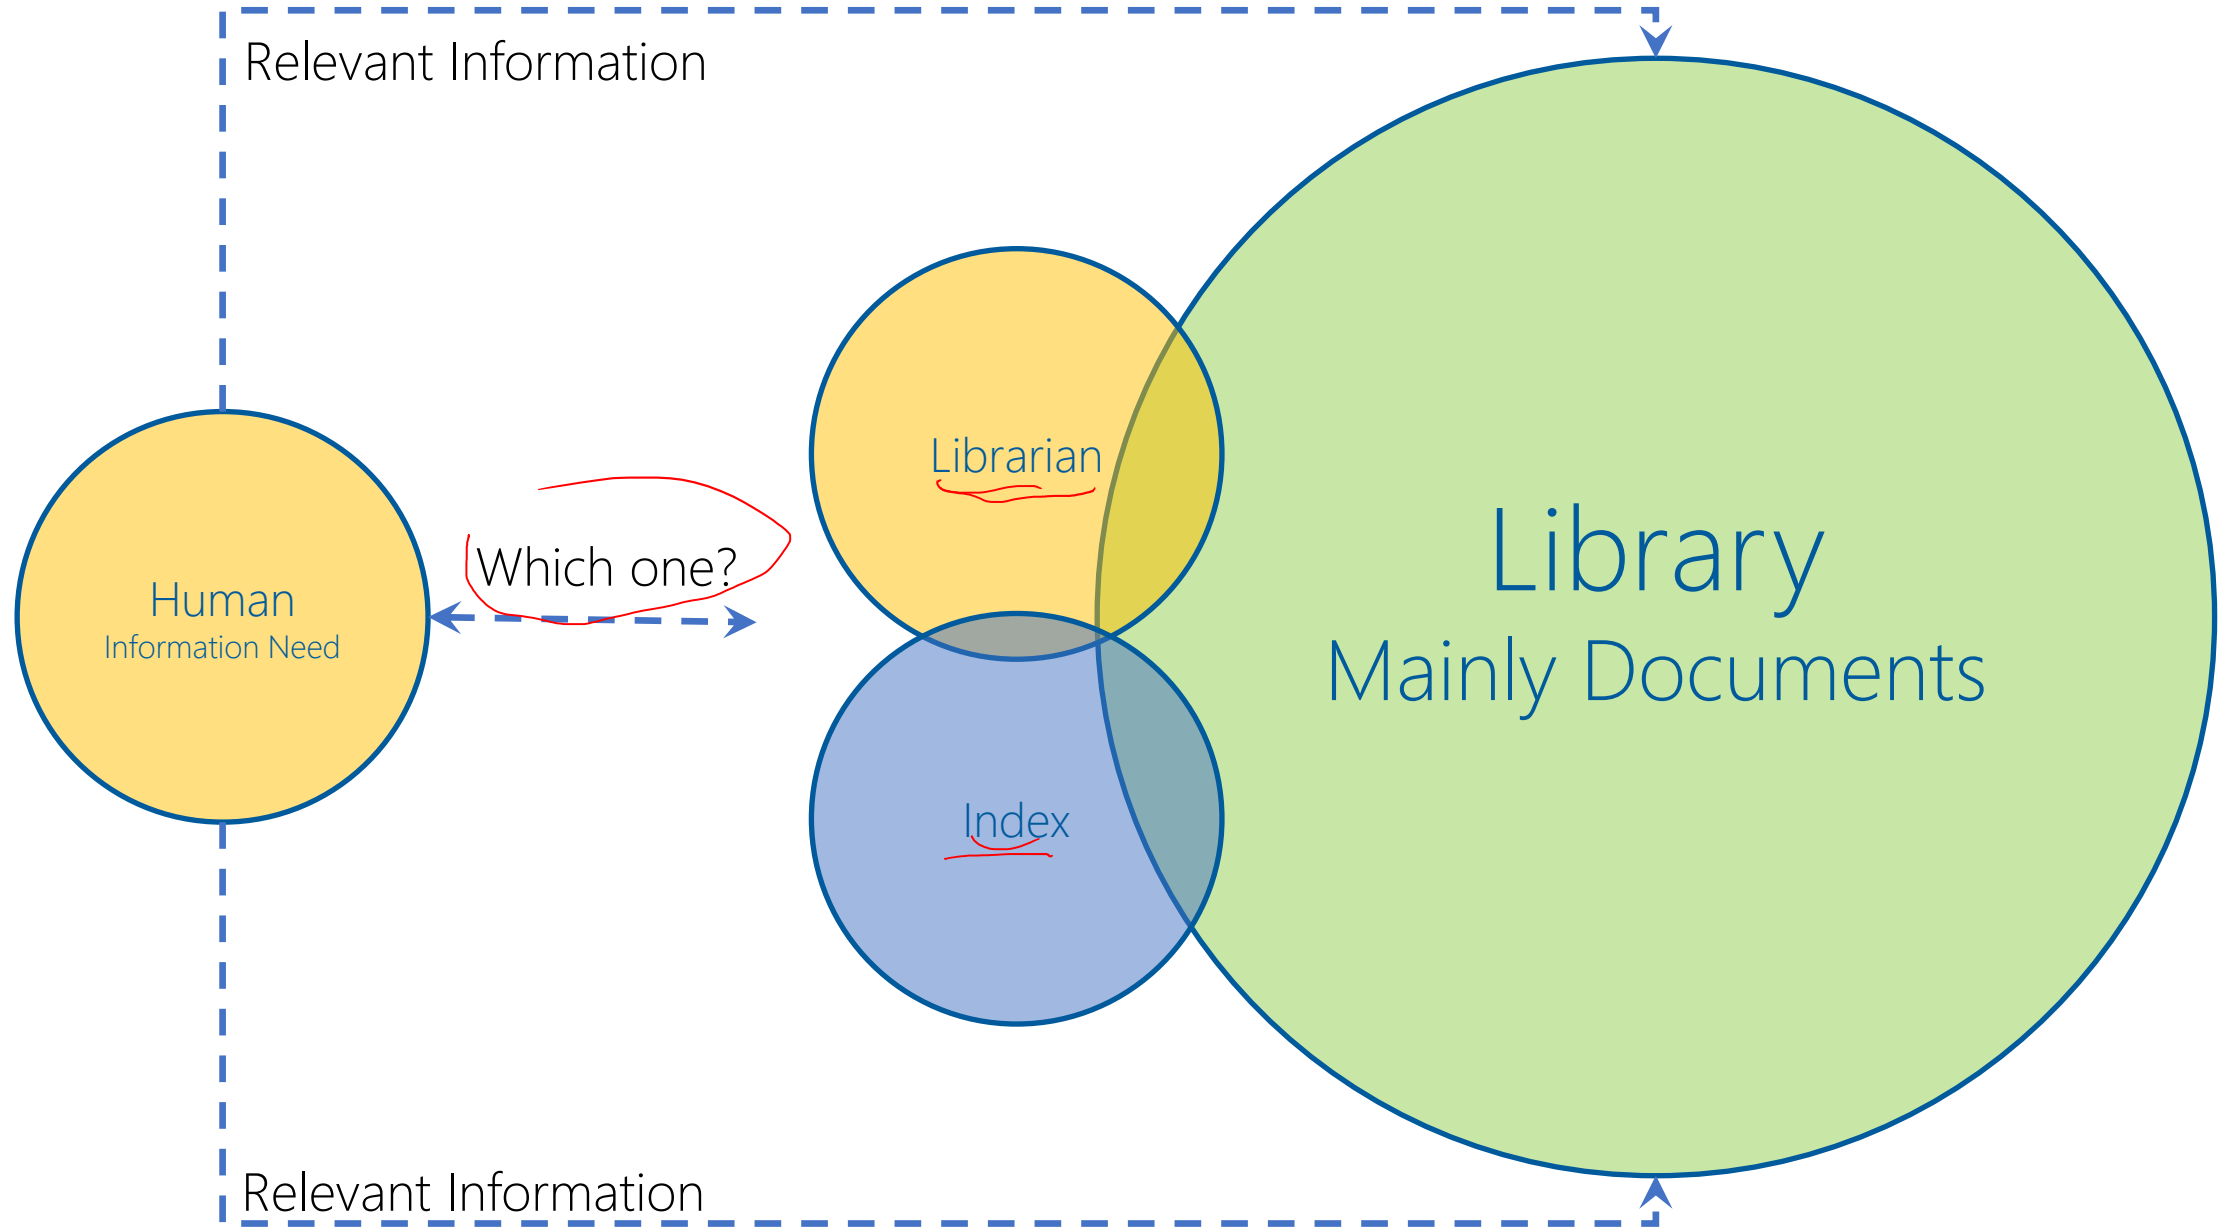 Relevant Information
Librarian
Which one?
Human
Information Need
Library
Mainly Documents
Index
Relevant Information